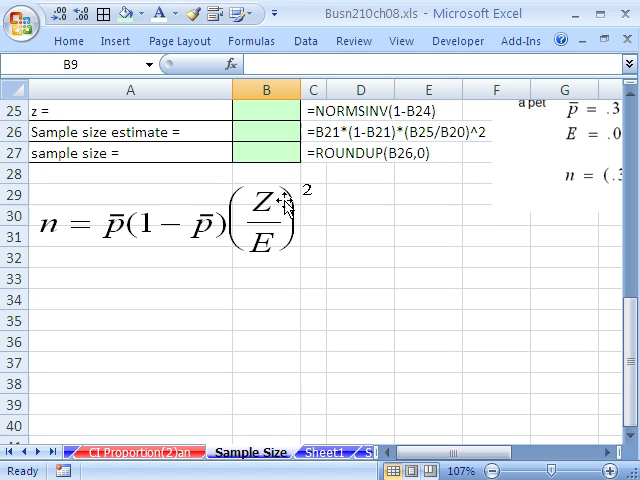 Busn210ch08.xls - Microsoft Excel
Home Insert Page Layout Formulas Data Review View Developer Add-Ins
B9 fx
A B C D E F G
25 z = =NORMSINV(1-B24)
26 Sample size estimate = =B21*(1-B21)*(B25/B20)^2
27 sample size = =ROUNDUP(B26,0)
a pet p̄ = .3
E = .0
n = (.3
28
29
30
31
n = p̄(1 − p̄)(Z/E)²
32
33
34
35
36
37
38
39
40
41
CI Proportion(2)an Sample Size Sheet1 S
Ready 107%